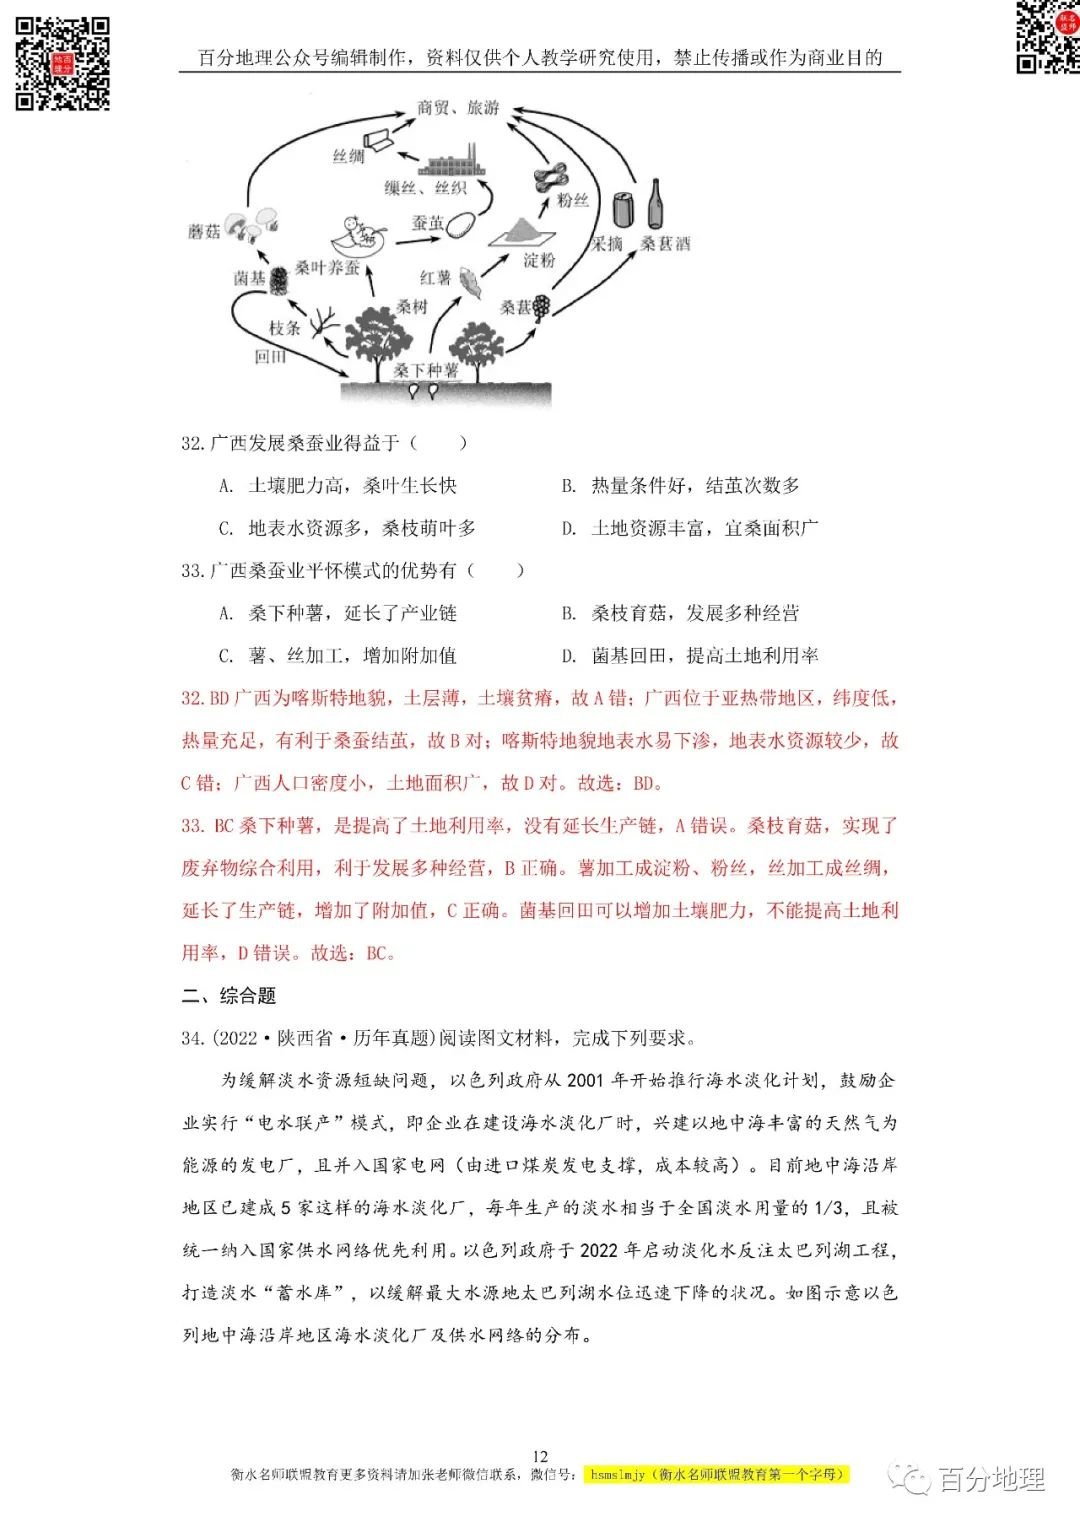 百分地理公众号编辑制作，资料仅供个人教学研究使用，禁止传播或作为商业目的
商贸、旅游
丝绸
缫丝、丝织
粉丝
蘑菇
蚕茧
淀粉
采摘 桑葚酒
菌基
桑叶养蚕
红薯
桑葚
枝条
桑树
回田
桑下种薯
32.广西发展桑蚕业得益于（　　）
A. 土壤肥力高，桑叶生长快 B. 热量条件好，结茧次数多
C. 地表水资源多，桑枝萌叶多 D. 土地资源丰富，宜桑面积广
33.广西桑蚕业平怀模式的优势有（　　）
A. 桑下种薯，延长了产业链 B. 桑枝育菇，发展多种经营
C. 薯、丝加工，增加附加值 D. 菌基回田，提高土地利用率
32.BD 广西为喀斯特地貌，土层薄，土壤贫瘠，故 A 错；广西位于亚热带地区，纬度低，
热量充足，有利于桑蚕结茧，故 B 对；喀斯特地貌地表水易下渗，地表水资源较少，故
C 错；广西人口密度小，土地面积广，故 D 对。故选：BD。
33. BC 桑下种薯，是提高了土地利用率，没有延长生产链，A 错误。桑枝育菇，实现了
废弃物综合利用，利于发展多种经营，B 正确。薯加工成淀粉、粉丝，丝加工成丝绸，
延长了生产链，增加了附加值，C 正确。菌基回田可以增加土壤肥力，不能提高土地利
用率，D 错误。故选：BC。
二、综合题
34.(2022·陕西省·历年真题)阅读图文材料，完成下列要求。
为缓解淡水资源短缺问题，以色列政府从 2001 年开始推行海水淡化计划，鼓励企
业实行“电水联产”模式，即企业在建设海水淡化厂时，兴建以地中海丰富的天然气为
能源的发电厂，且并入国家电网（由进口煤炭发电支撑，成本较高）。目前地中海沿岸
地区已建成 5 家这样的海水淡化厂，每年生产的淡水相当于全国淡水用量的 1/3，且被
统一纳入国家供水网络优先利用。以色列政府于 2022 年启动淡化水反注太巴列湖工程，
打造淡水“蓄水库”，以缓解最大水源地太巴列湖水位迅速下降的状况。如图示意以色
列地中海沿岸地区海水淡化厂及供水网络的分布。
12
衡水名师联盟教育更多资料请加张老师微信联系，微信号： hsmslmjy（衡水名师联盟教育第一个字母）
百分地理